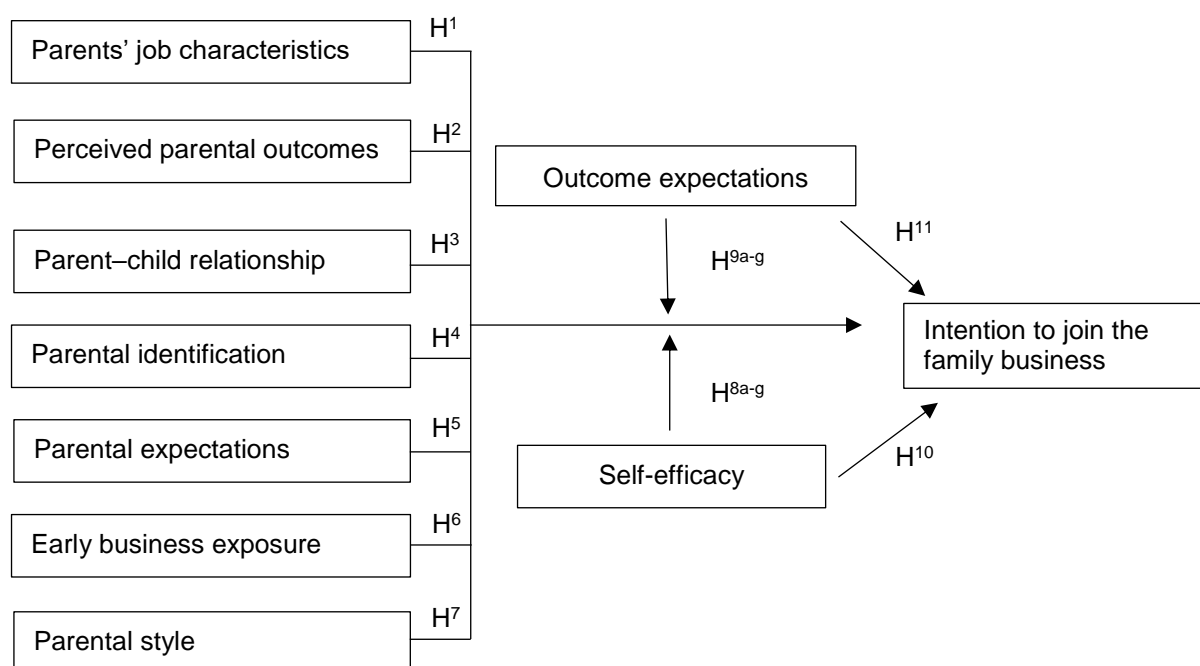 H1
Parents’ job characteristics
H2
Perceived parental outcomes
H3
Parent–child relationship
H4
Parental identification
H5
Parental expectations
H6
Early business exposure
H7
Parental style
Outcome expectations
H9a-g
H11
Intention to join the
family business
H8a-g
Self-efficacy
H10